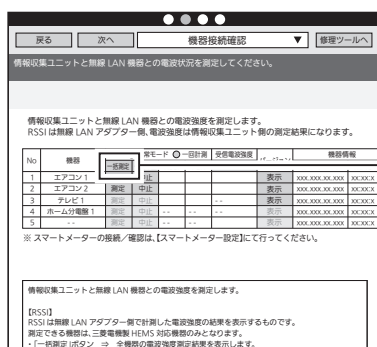 戻る 次へ 機器接続確認 ▼ 修理ツールへ
情報収集ユニットと無線 LAN 機器との電波状況を測定してください。
情報収集ユニットと無線 LAN 機器との電波強度を測定します。
RSSI は無線 LAN アダプター側、電波強度は情報収集ユニット側の測定結果になります。
No 機器 一括測定 常モード 一回計測 受信電波強度 機器情報
1 エアコン 1 止 表示 xxx.xxx.xx.xxx xx:xx:x
2 エアコン 2 測定 中止 表示 xxx.xxx.xx.xxx xx:xx:x
3 テレビ 1 測定 中止 - - 表示 xxx.xxx.xx.xxx xx:xx:x
4 ホーム分電盤 1 測定 中止 - - - - - - 表示 xxx.xxx.xx.xxx xx:xx:x
5 - - 測定 中止 - - - - 表示 xxx.xxx.xx.xxx xx:xx:x
※ スマートメーターの接続／確認は、【スマートメーター設定】にて行ってください。
情報収集ユニットと無線 LAN 機器との電波強度を測定します。
【RSSI】
RSSI は無線 LAN アダプター側で計測した電波強度の結果を表示するものです。
測定できる機器は、三菱電機製 HEMS 対応機器のみとなります。
・「一括測定」ボタン ⇒ 全機器の電波強度測定結果を表示します。